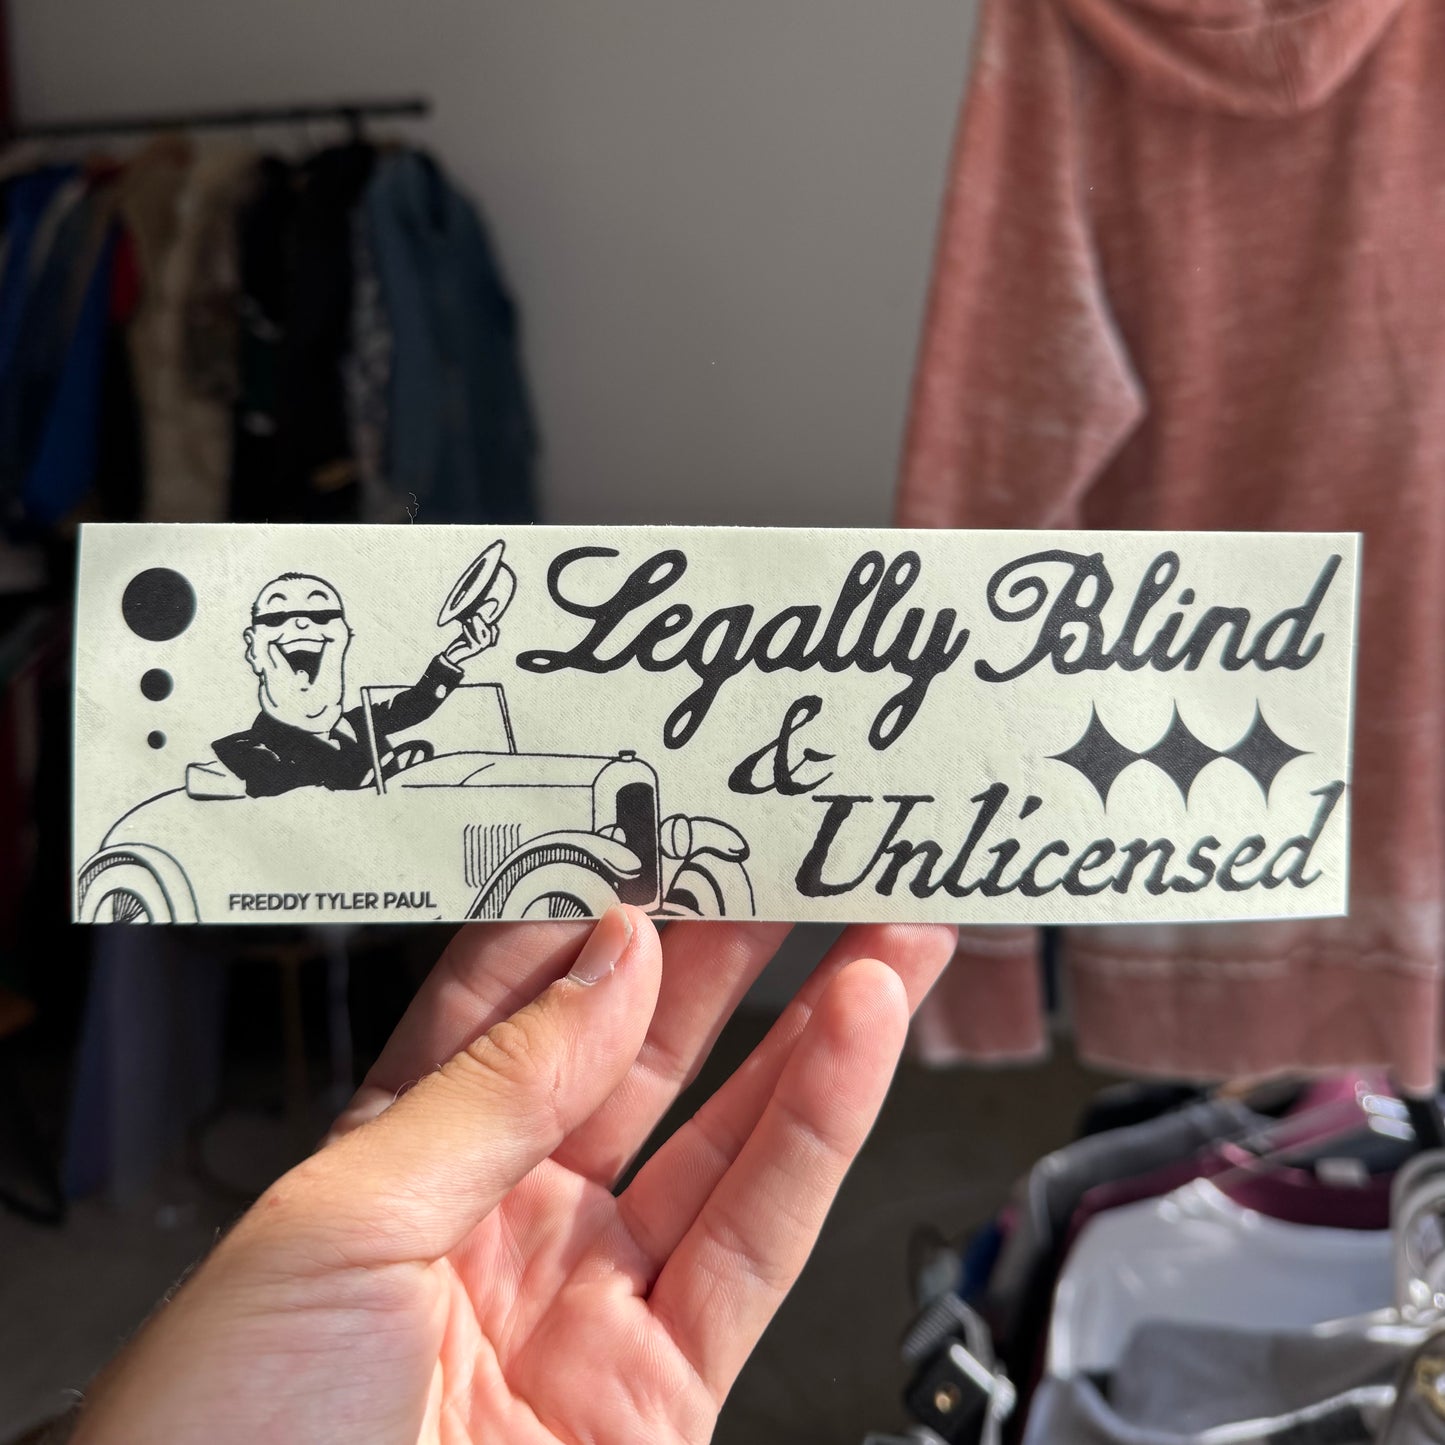 Legally Blind
&
Unlicensed
FREDDY TYLER PAUL